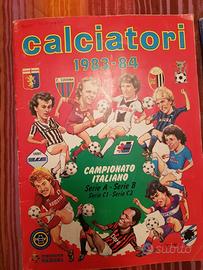 calciatori
1983-84
CAMPIONATO
ITALIANO
Serie A - Serie B
Serie C1 - Serie C2
subito